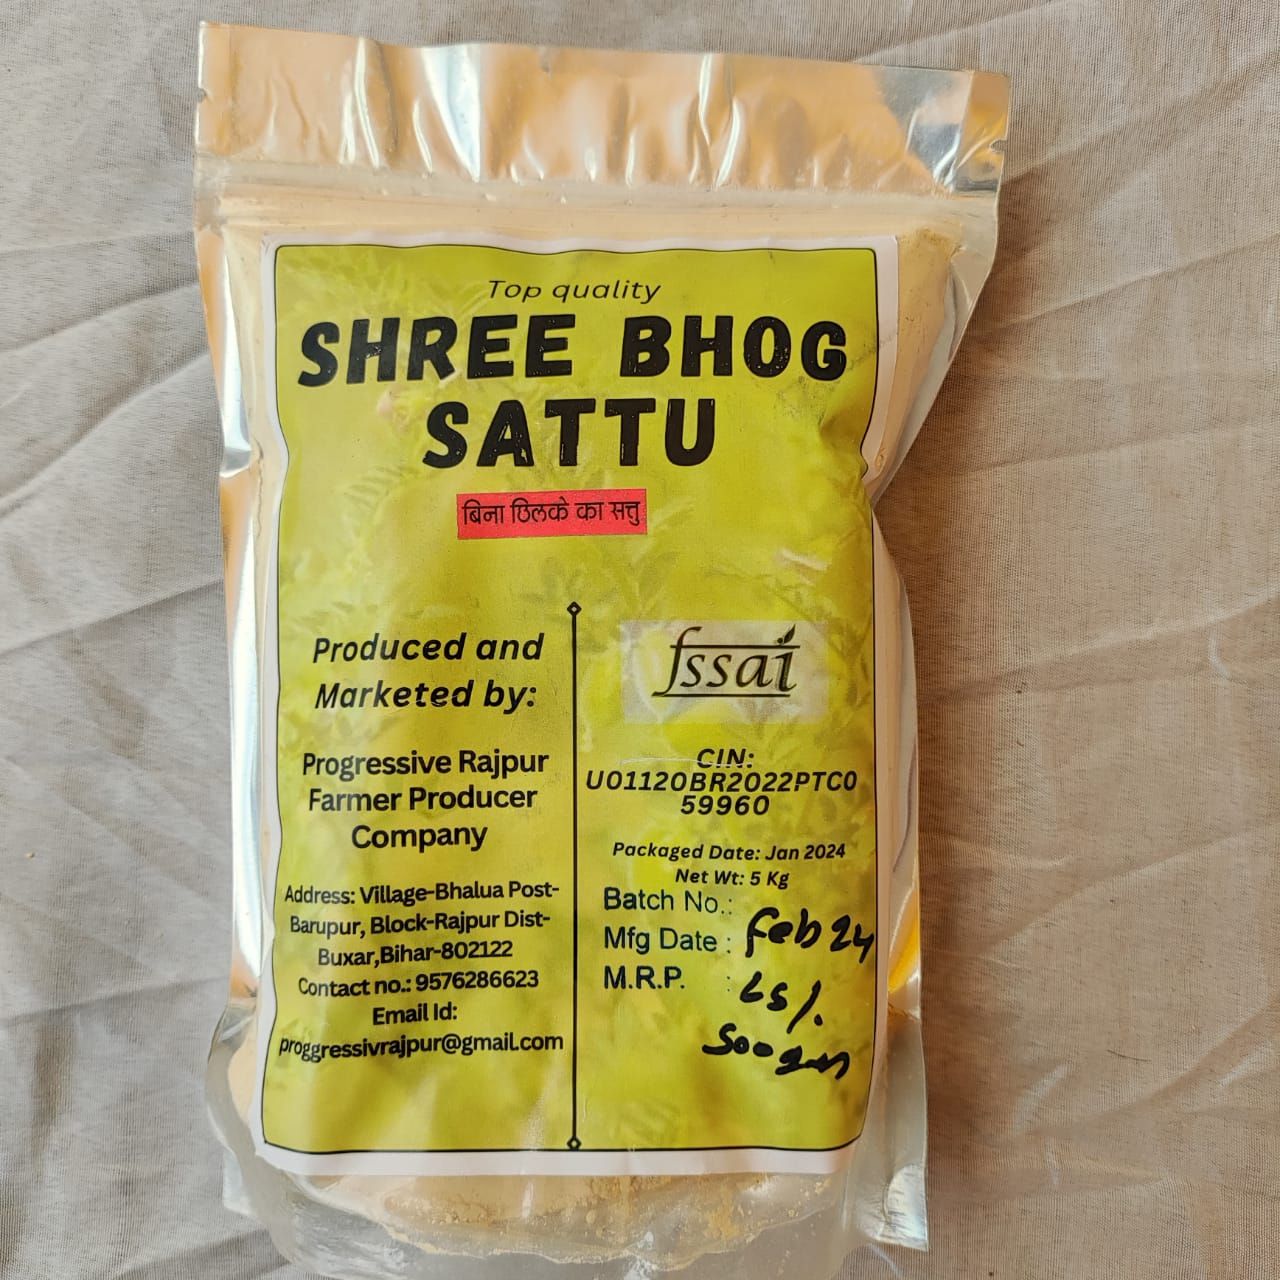 Top quality
SHREE BHOG
SATTU
बिना छिलके का सत्तु
Produced and
Marketed by:
Progressive Rajpur
Farmer Producer
Company
Address: Village-Bhalua Post-
Barupur, Block-Rajpur Dist-
Buxar,Bihar-802122
Contact no.: 9576286623
Email Id:
proggressivrajpur@gmail.com
fssai
CIN:
U01120BR2022PTC0
59960
Packaged Date: Jan 2024
Net Wt: 5 Kg
Batch No.:
Mfg Date : Feb 24
M.R.P. :
500 gm